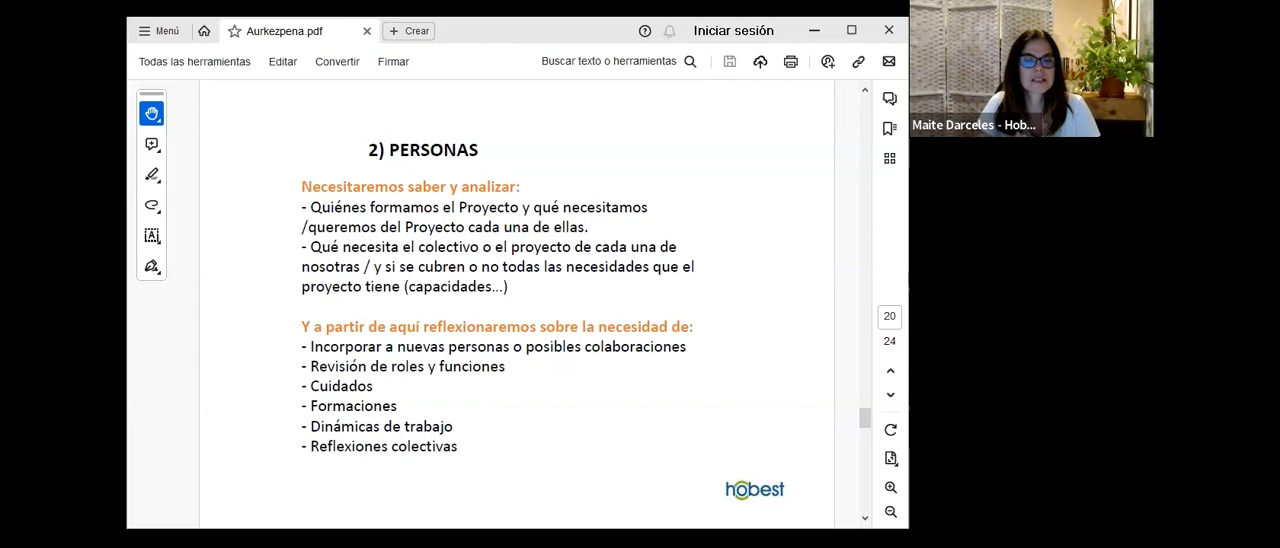 Menú
Aurkezpena.pdf
Crear
Iniciar sesión
Todas las herramientas
Editar
Convertir
Firmar
Buscar texto o herramientas
Maite Darceles - Hob...
2) PERSONAS
Necesitaremos saber y analizar:
- Quiénes formamos el Proyecto y qué necesitamos
/queremos del Proyecto cada una de ellas.
- Qué necesita el colectivo o el proyecto de cada una de
nosotras / y si se cubren o no todas las necesidades que el
proyecto tiene (capacidades...)
Y a partir de aquí reflexionaremos sobre la necesidad de:
- Incorporar a nuevas personas o posibles colaboraciones
- Revisión de roles y funciones
- Cuidados
- Formaciones
- Dinámicas de trabajo
- Reflexiones colectivas
20
24
hobest